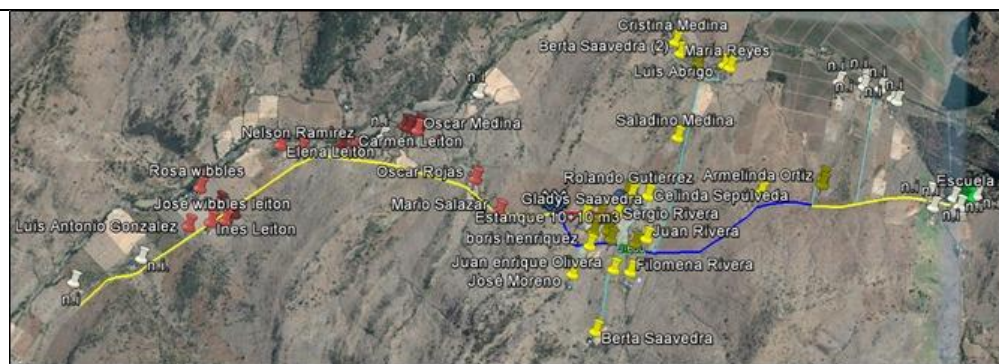 Cristina Medina
Berta Saavedra (2)
Maria Reyes
Luis Abrigo
n.i
n.i
n.i
n.i
n.i
n.i
Saladino Medina
Oscar Medina
Nelson Ramirez
Carmen Leiton
Elena Leiton
Rosa wibbles
Oscar Rojas
Rolando Gutierrez
Armelinda Ortiz
Escuela
José wibbles leiton
Mario Salazar
Gladys Saavedra
Celinda Sepúlveda
n.i
n.i
Luis Antonio Gonzalez
Ines Leiton
Estanque 10-10 m3
Sergio Rivera
n.i
n.i
boris henriquez
Juan Rivera
n.i.
Juan enrique Olivera
Filomena Rivera
José Moreno
n.i
Berta Saavedra